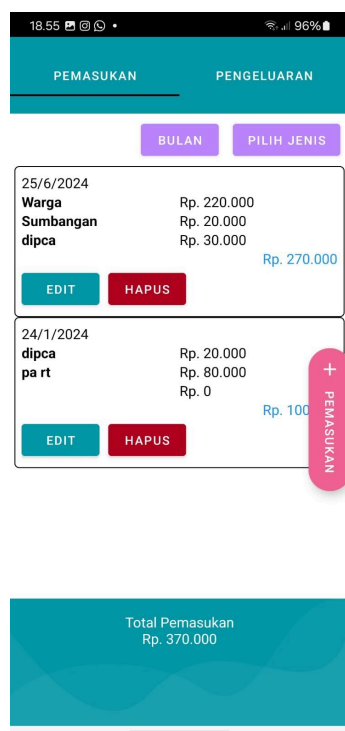 18.55 96%
PEMASUKAN PENGELUARAN
BULAN PILIH JENIS
25/6/2024
Warga Rp. 220.000
Sumbangan Rp. 20.000
dipca Rp. 30.000
Rp. 270.000
EDIT HAPUS
24/1/2024
dipca Rp. 20.000
pa rt Rp. 80.000
Rp. 0
Rp. 100
EDIT HAPUS
+ PEMASUKAN
Total Pemasukan
Rp. 370.000